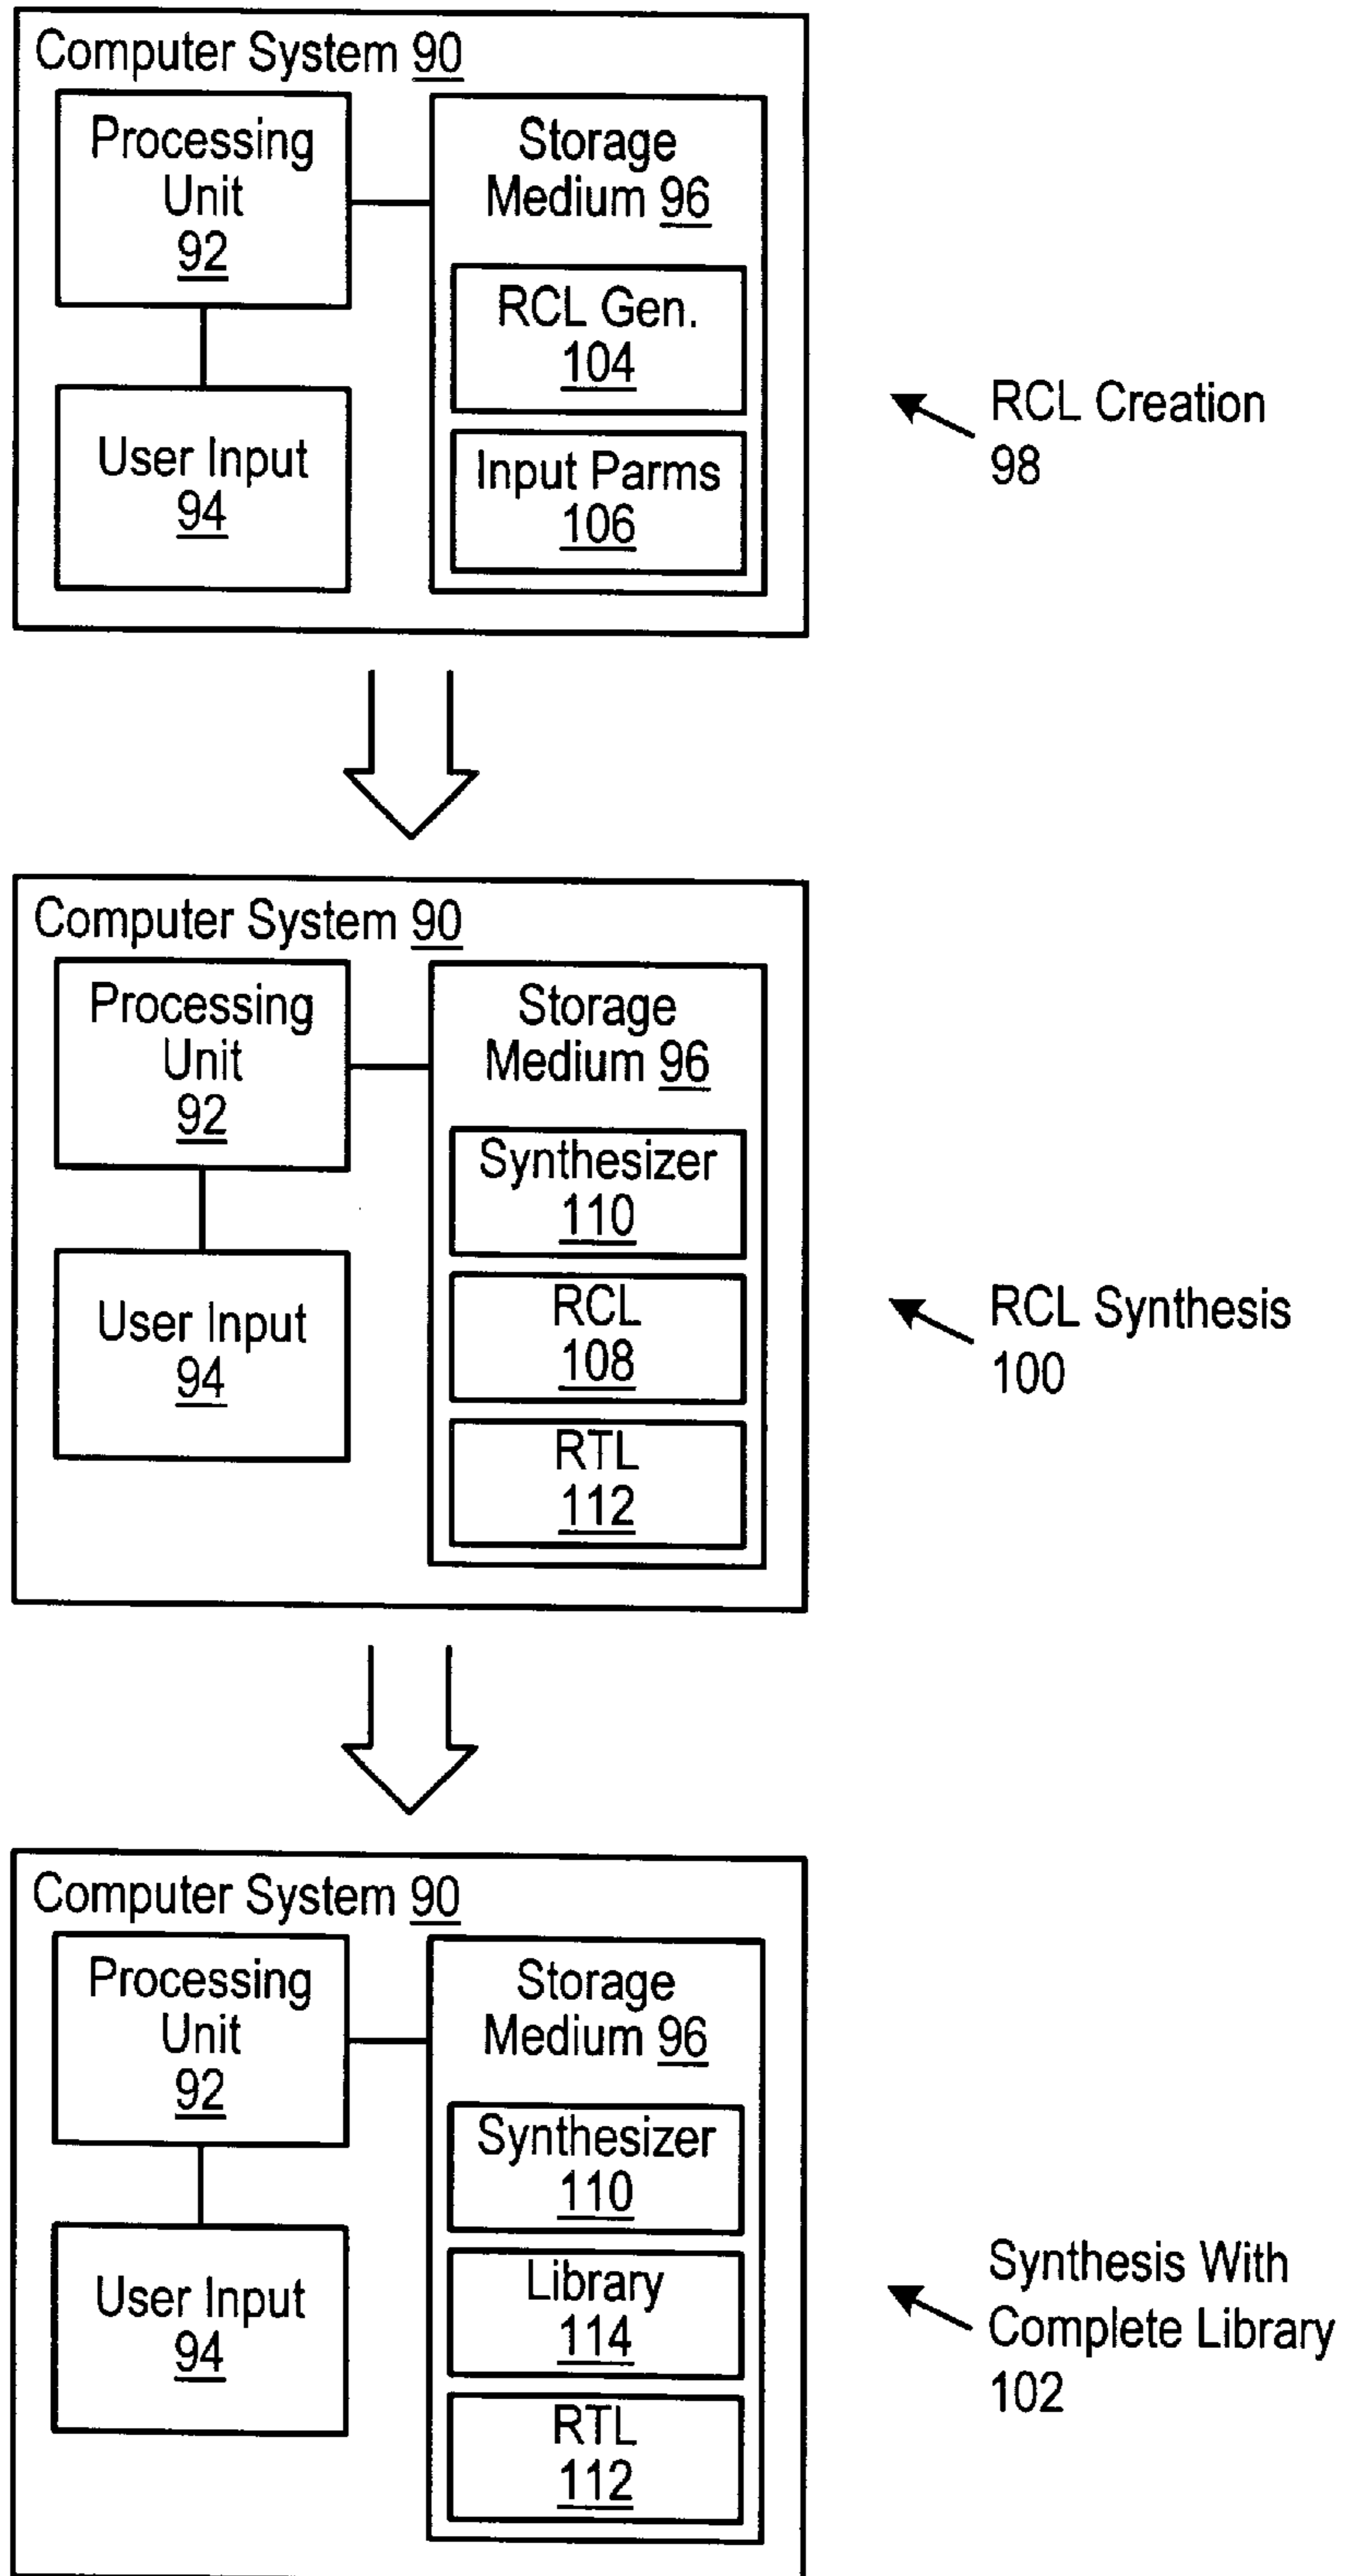 Computer System 90
Processing
Unit
92
Storage
Medium 96
RCL Gen.
104
User Input
94
Input Parms
106
RCL Creation
98
Computer System 90
Processing
Unit
92
Storage
Medium 96
Synthesizer
110
User Input
94
RCL
108
RTL
112
RCL Synthesis
100
Computer System 90
Processing
Unit
92
Storage
Medium 96
Synthesizer
110
User Input
94
Library
114
RTL
112
Synthesis With
Complete Library
102